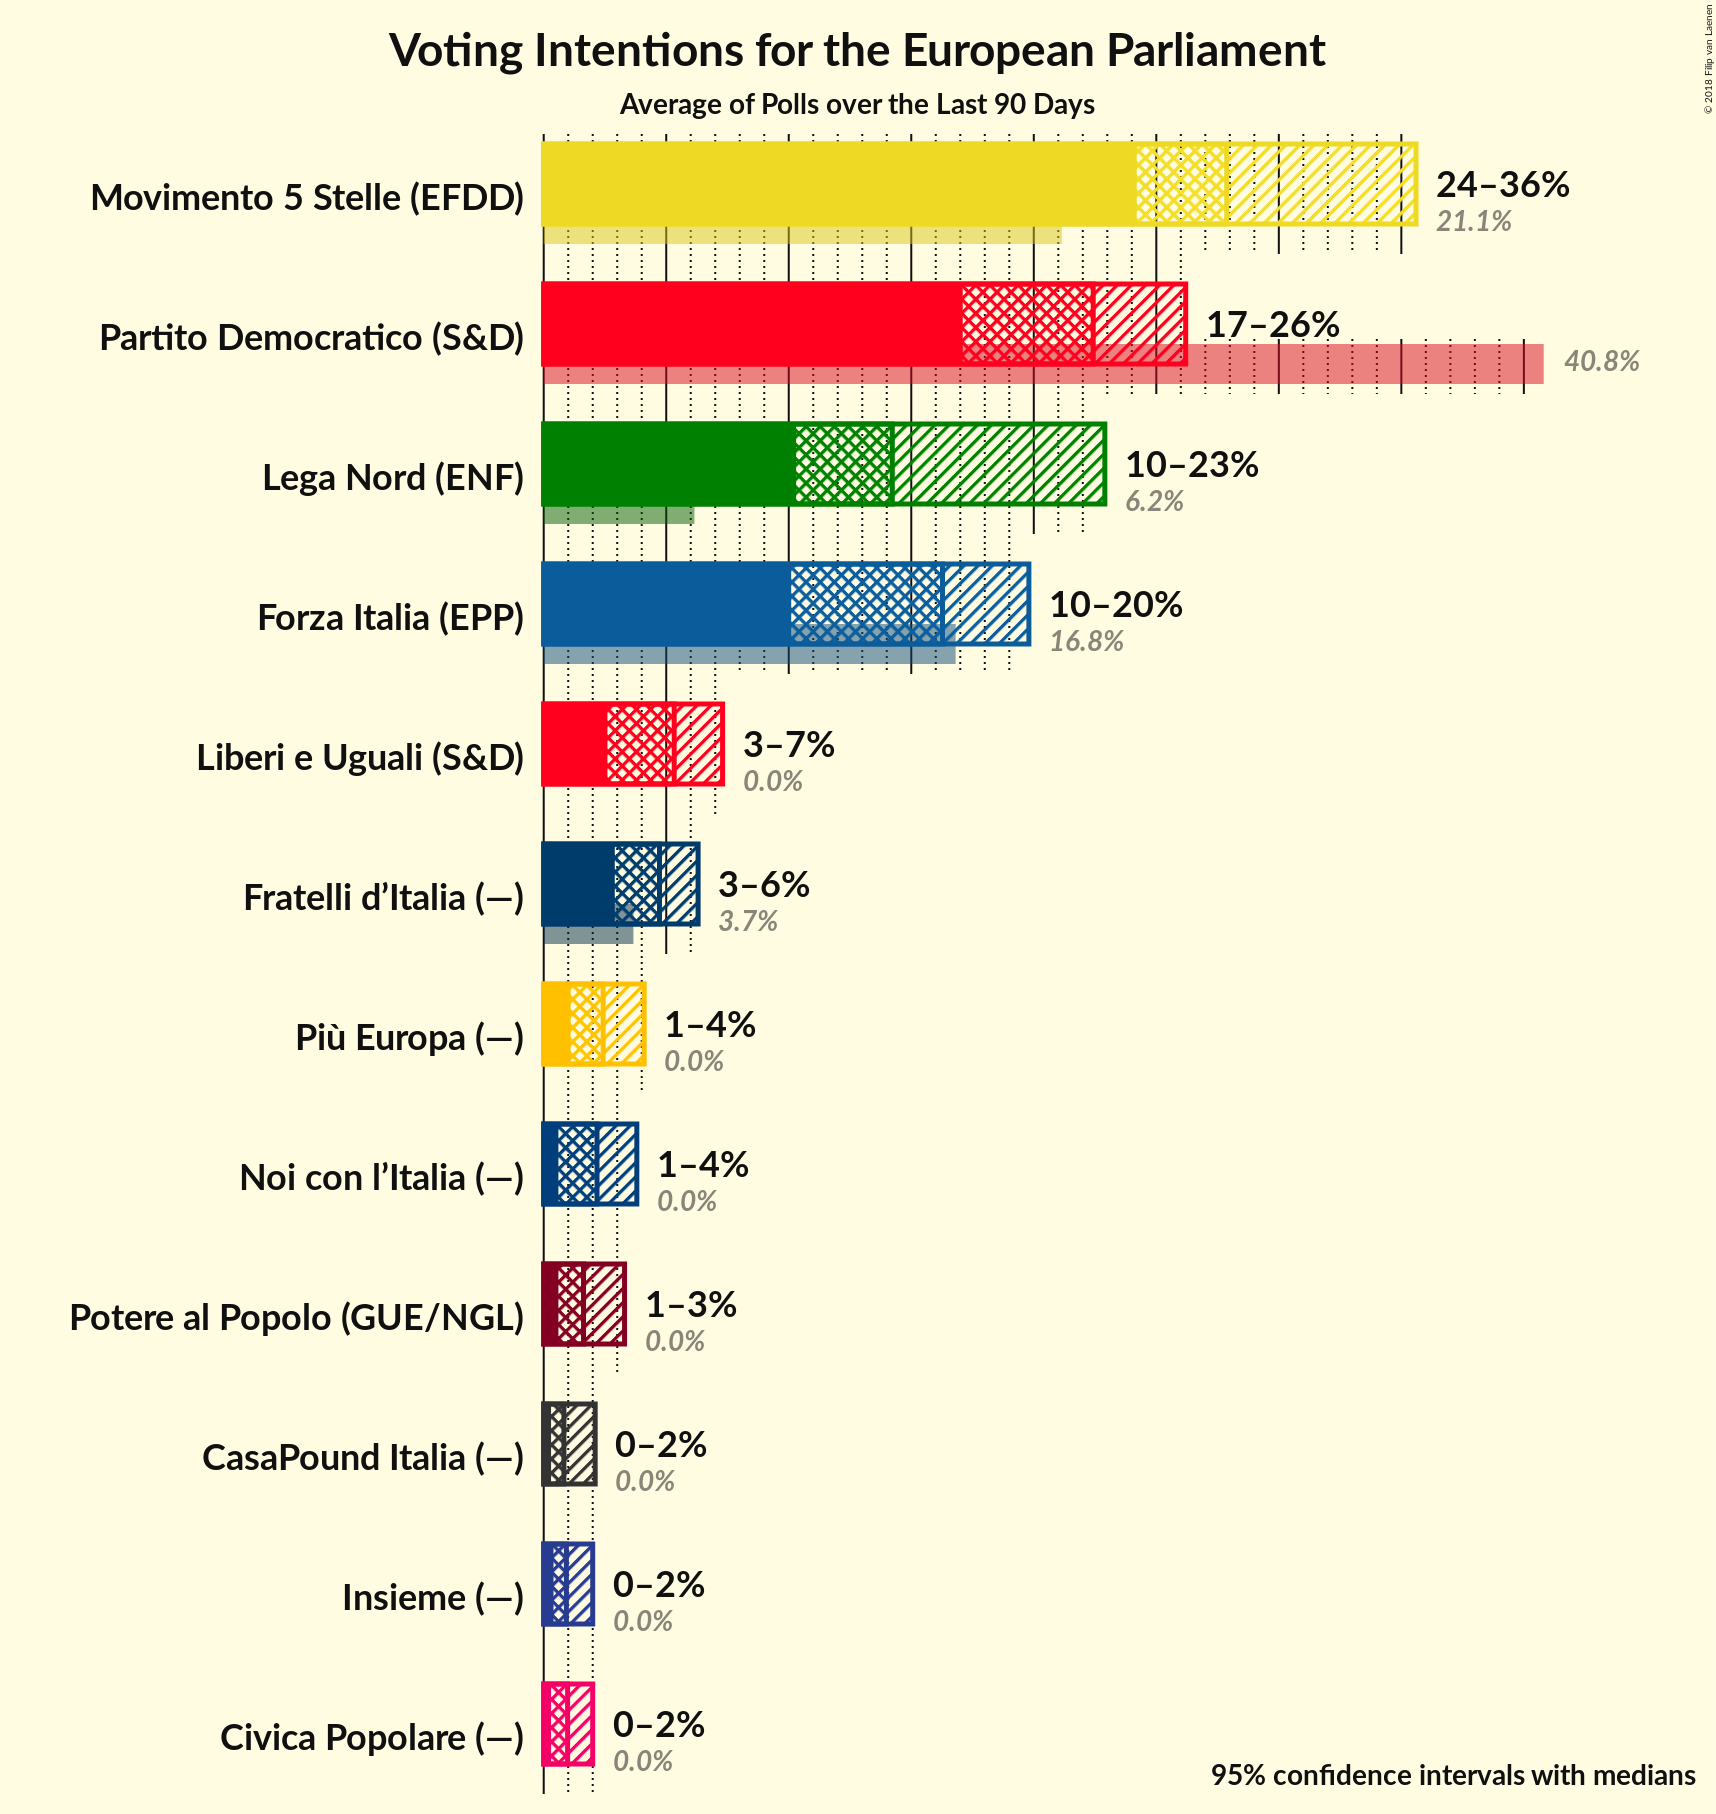 Voting Intentions for the European Parliament
Average of Polls over the Last 90 Days
© 2018 Filip van Laenen
Movimento 5 Stelle (EFDD)
24–36%
21.1%
Partito Democratico (S&D)
17–26%
40.8%
Lega Nord (ENF)
10–23%
6.2%
Forza Italia (EPP)
10–20%
16.8%
Liberi e Uguali (S&D)
3–7%
0.0%
Fratelli d’Italia (—)
3–6%
3.7%
Più Europa (—)
1–4%
0.0%
Noi con l’Italia (—)
1–4%
0.0%
Potere al Popolo (GUE/NGL)
1–3%
0.0%
CasaPound Italia (—)
0–2%
0.0%
Insieme (—)
0–2%
0.0%
Civica Popolare (—)
0–2%
0.0%
95% confidence intervals with medians